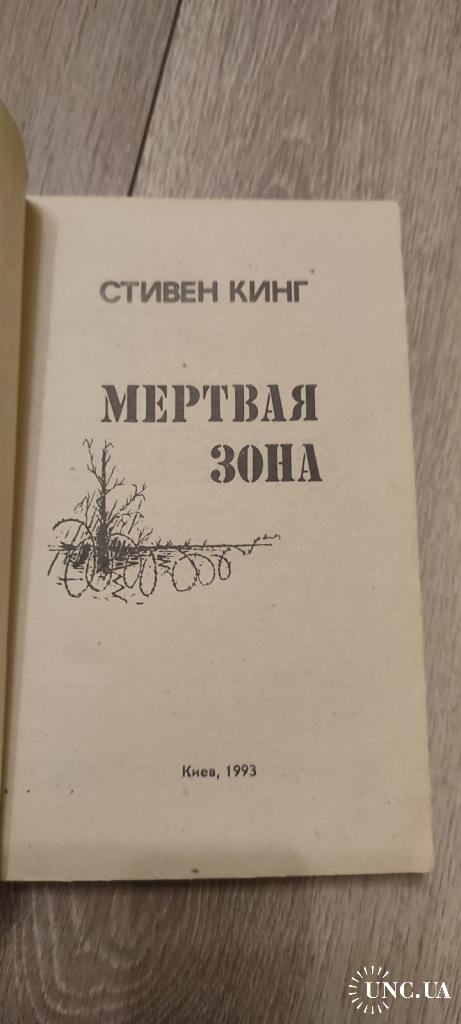 СТИВЕН КИНГ
МЕРТВАЯ
ЗОНА
Киев, 1993
UNC.UA